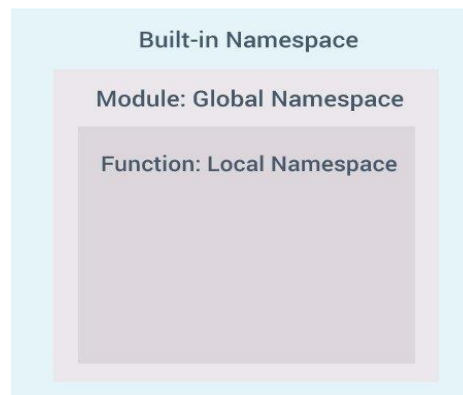 Built-in Namespace
Module: Global Namespace
Function: Local Namespace